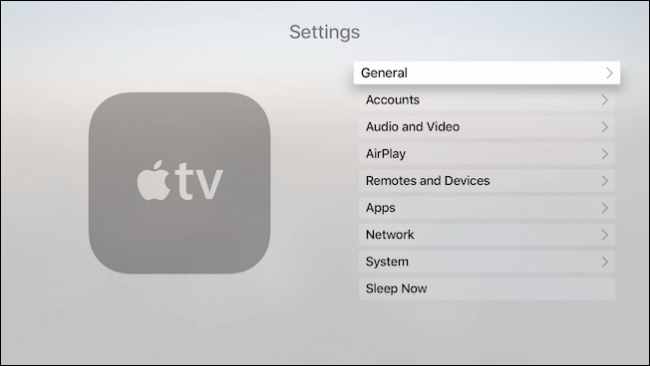 Settings
tv
General
Accounts
Audio and Video
AirPlay
Remotes and Devices
Apps
Network
System
Sleep Now